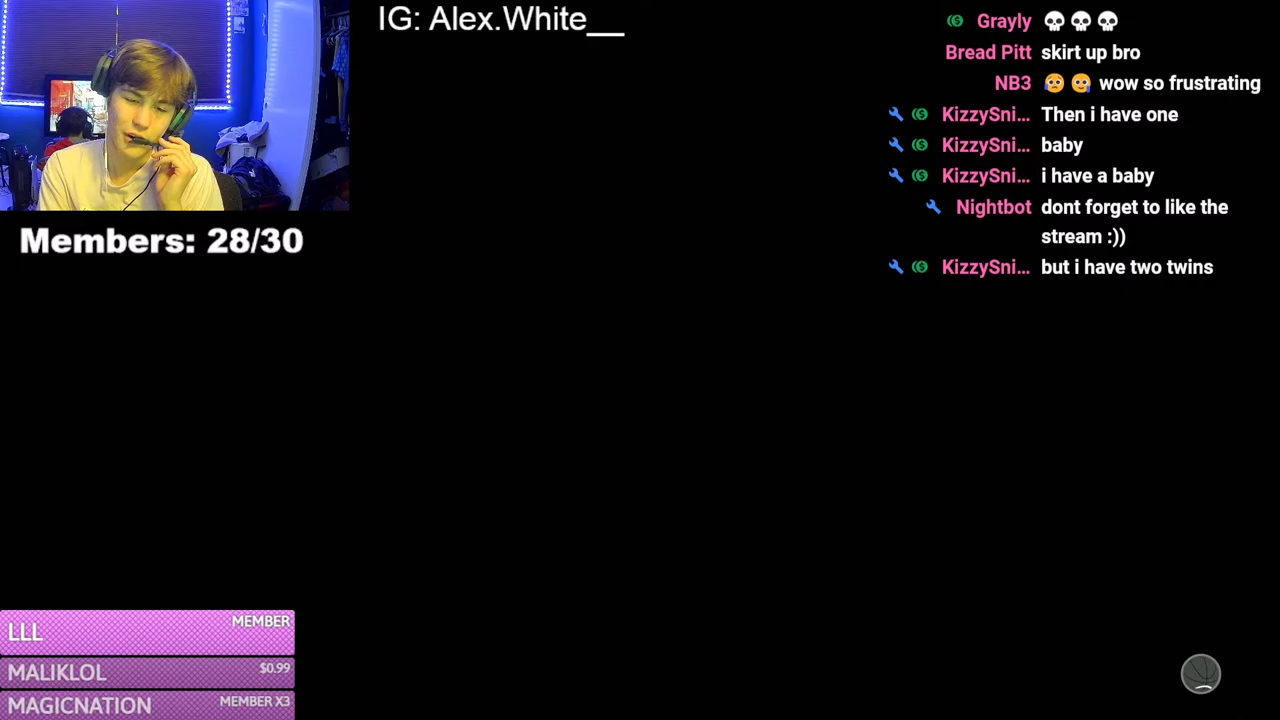 IG: Alex.White__
Members: 28/30
Grayly 💀💀💀
Bread Pitt skirt up bro
NB3 😥😂 wow so frustrating
KizzySni... Then i have one
KizzySni... baby
KizzySni... i have a baby
Nightbot dont forget to like the
stream :))
KizzySni... but i have two twins
LLL MEMBER
MALIKLOL $0.99
MAGICNATION MEMBER X3